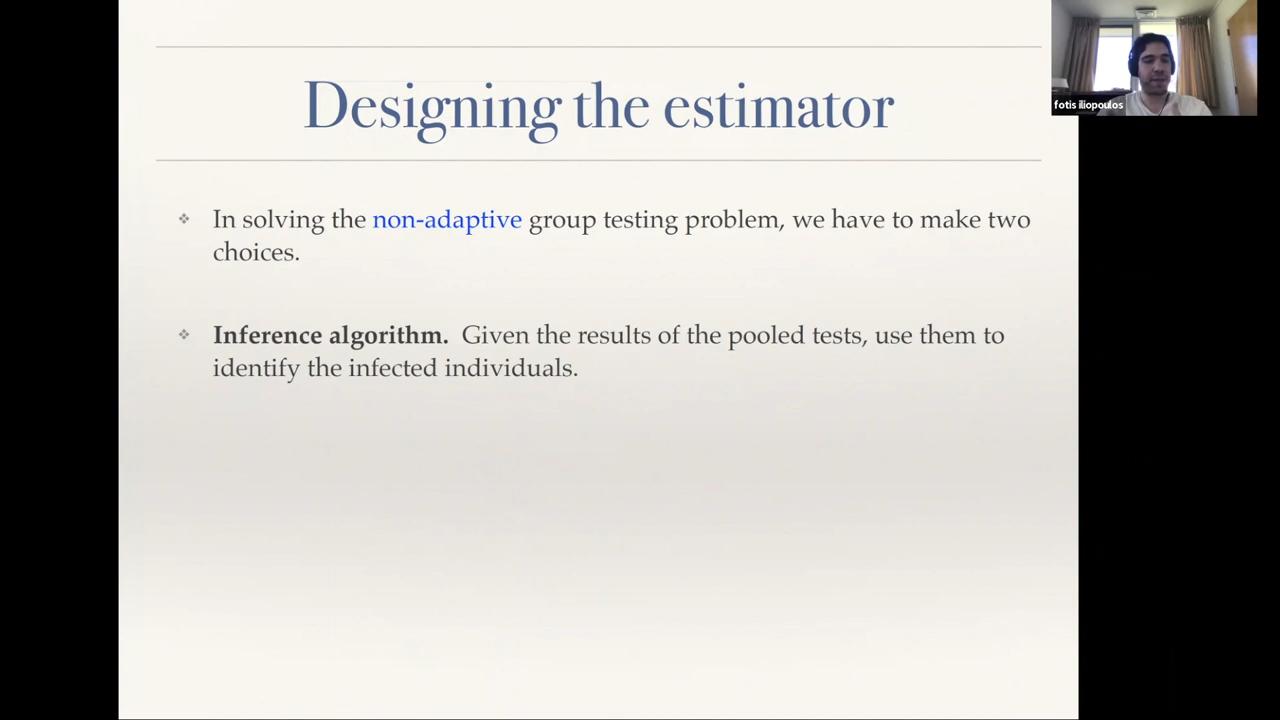 Designing the estimator
fotis iliopoulos
In solving the non-adaptive group testing problem, we have to make two
choices.
Inference algorithm. Given the results of the pooled tests, use them to
identify the infected individuals.